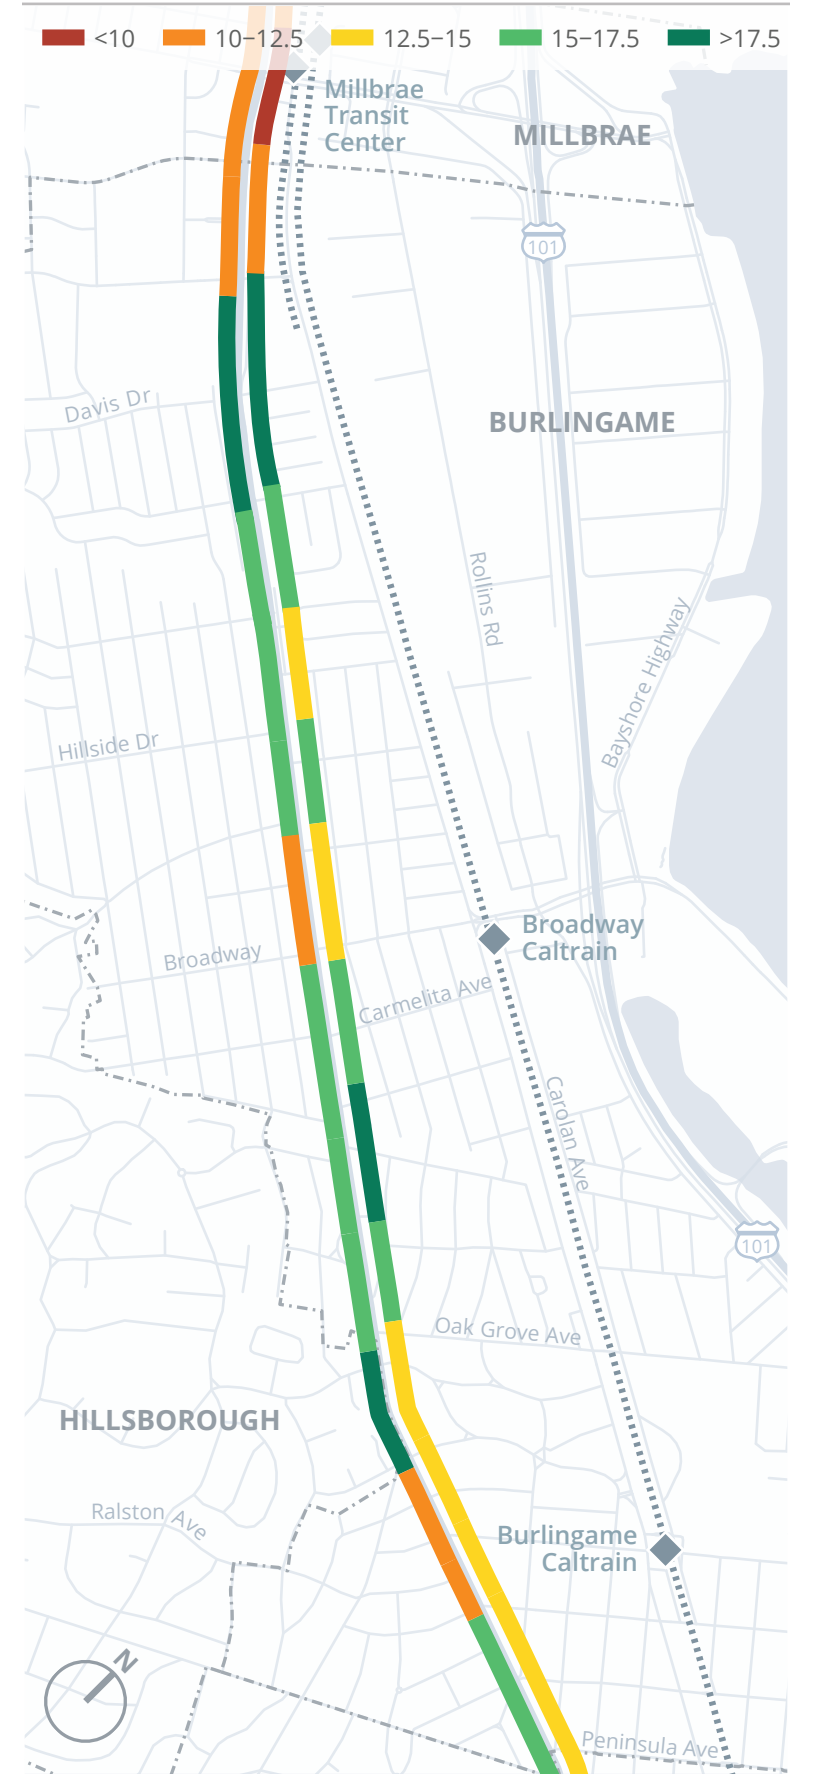 <10 10–12.5 12.5–15 15–17.5 >17.5
Millbrae
Transit
Center
MILLBRAE
101
Davis Dr
BURLINGAME
Rollins Rd
Bayshore Highway
Hillside Dr
Broadway
Caltrain
Broadway
Carmelita Ave
Carolan Ave
101
Oak Grove Ave
HILLSBOROUGH
Ralston Ave
Burlingame
Caltrain
N
Peninsula Ave